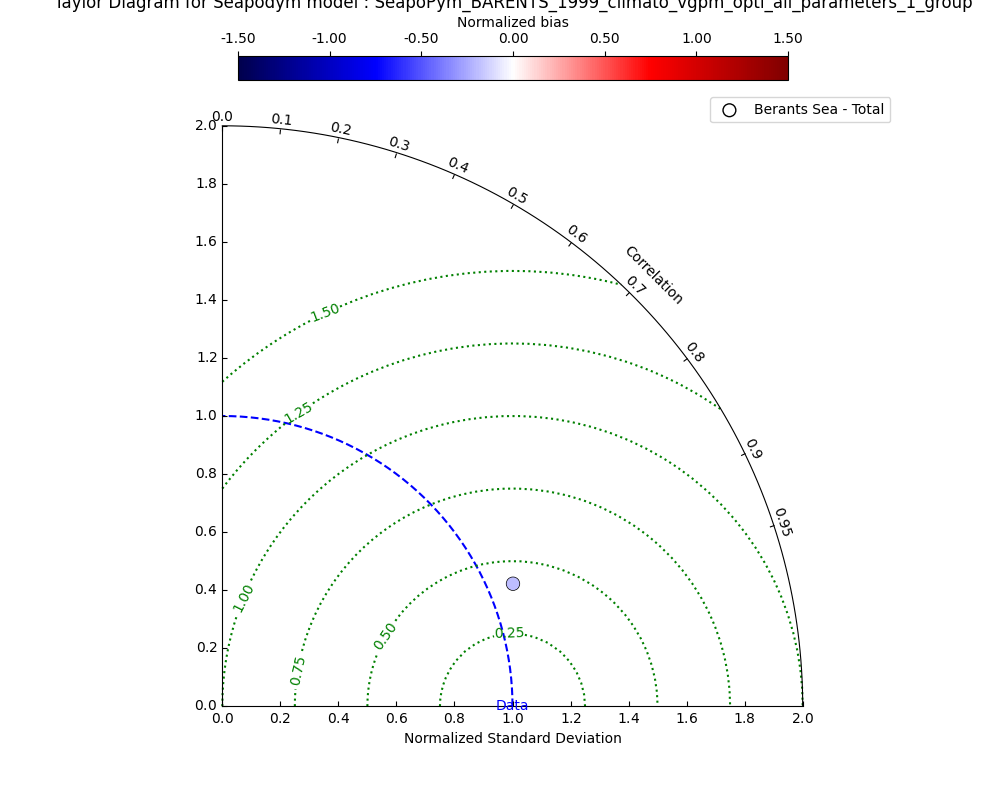 Taylor Diagram for Seapodym model : SeapoPym_BARENTS_1999_climato_vgpm_opti_all_parameters_1_group
Normalized bias
-1.50 -1.00 -0.50 0.00 0.50 1.00 1.50
Berants Sea - Total
0.0 0.1 0.2 0.3 0.4 0.5 0.6 0.7 0.8 0.9 0.95
Correlation
2.0
1.8
1.6
1.4
1.2
1.0
0.8
0.6
0.4
0.2
0.0
1.50
1.25
1.00
0.75
0.50
0.25
Data
0.0 0.2 0.4 0.6 0.8 1.0 1.2 1.4 1.6 1.8 2.0
Normalized Standard Deviation